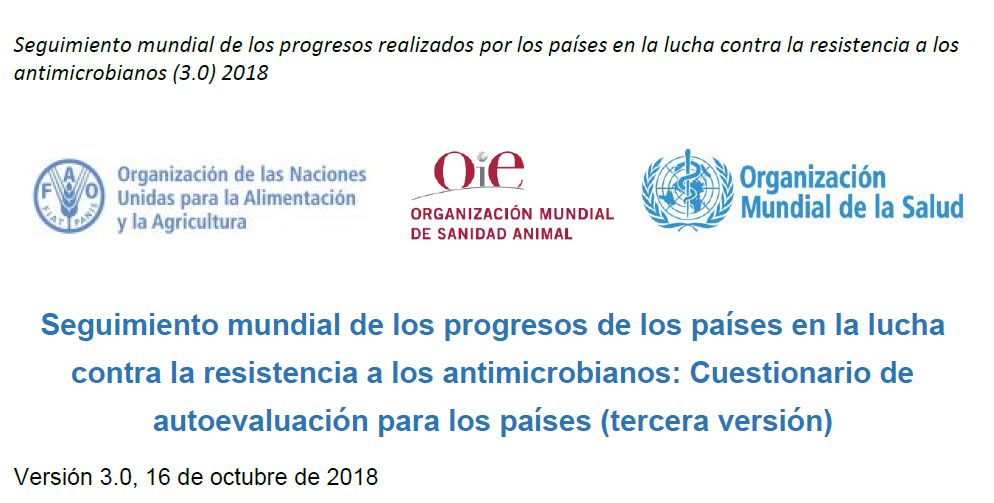 Seguimiento mundial de los progresos realizados por los países en la lucha contra la resistencia a los
antimicrobianos (3.0) 2018
FAO
FIAT PANIS
Organización de las Naciones
Unidas para la Alimentación
y la Agricultura
OiE
ORGANIZACIÓN MUNDIAL
DE SANIDAD ANIMAL
Organización
Mundial de la Salud
Seguimiento mundial de los progresos de los países en la lucha
contra la resistencia a los antimicrobianos: Cuestionario de
autoevaluación para los países (tercera versión)
Versión 3.0, 16 de octubre de 2018